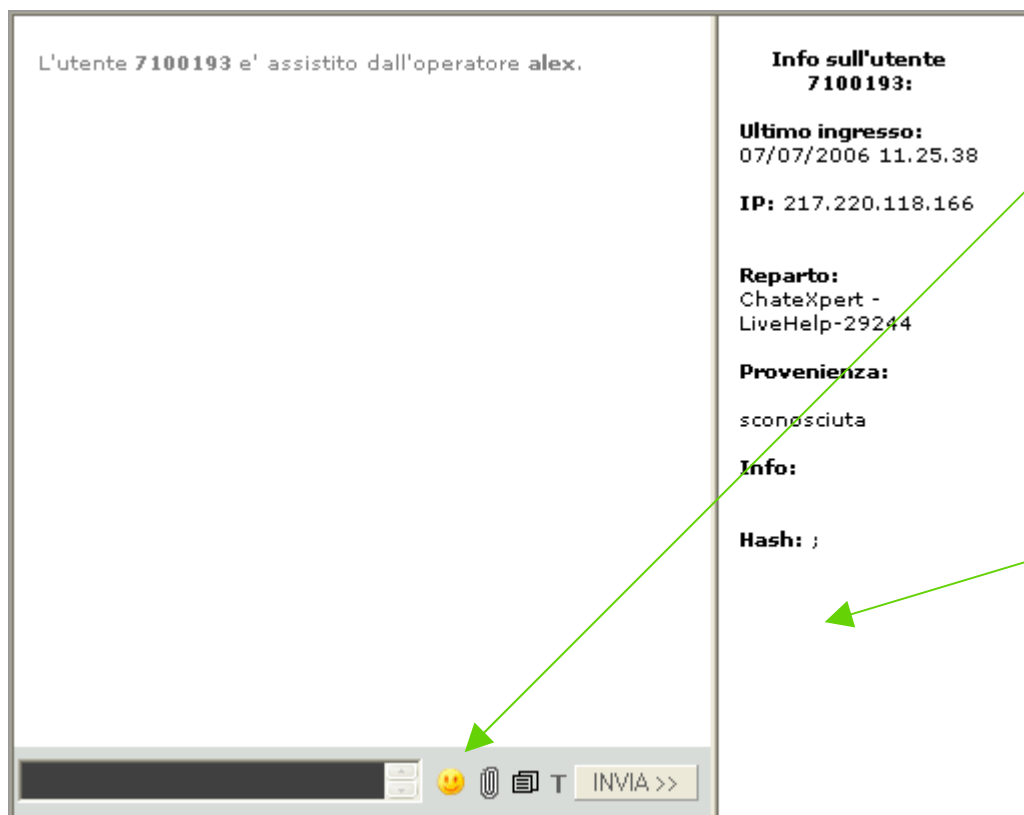 L'utente 7100193 e' assistito dall'operatore alex.
Info sull'utente
7100193:
Ultimo ingresso:
07/07/2006 11.25.38
IP: 217.220.118.166
Reparto:
ChateXpert -
LiveHelp-29244
Provenienza:
sconosciuta
Info:
Hash: ;
T INVIA >>